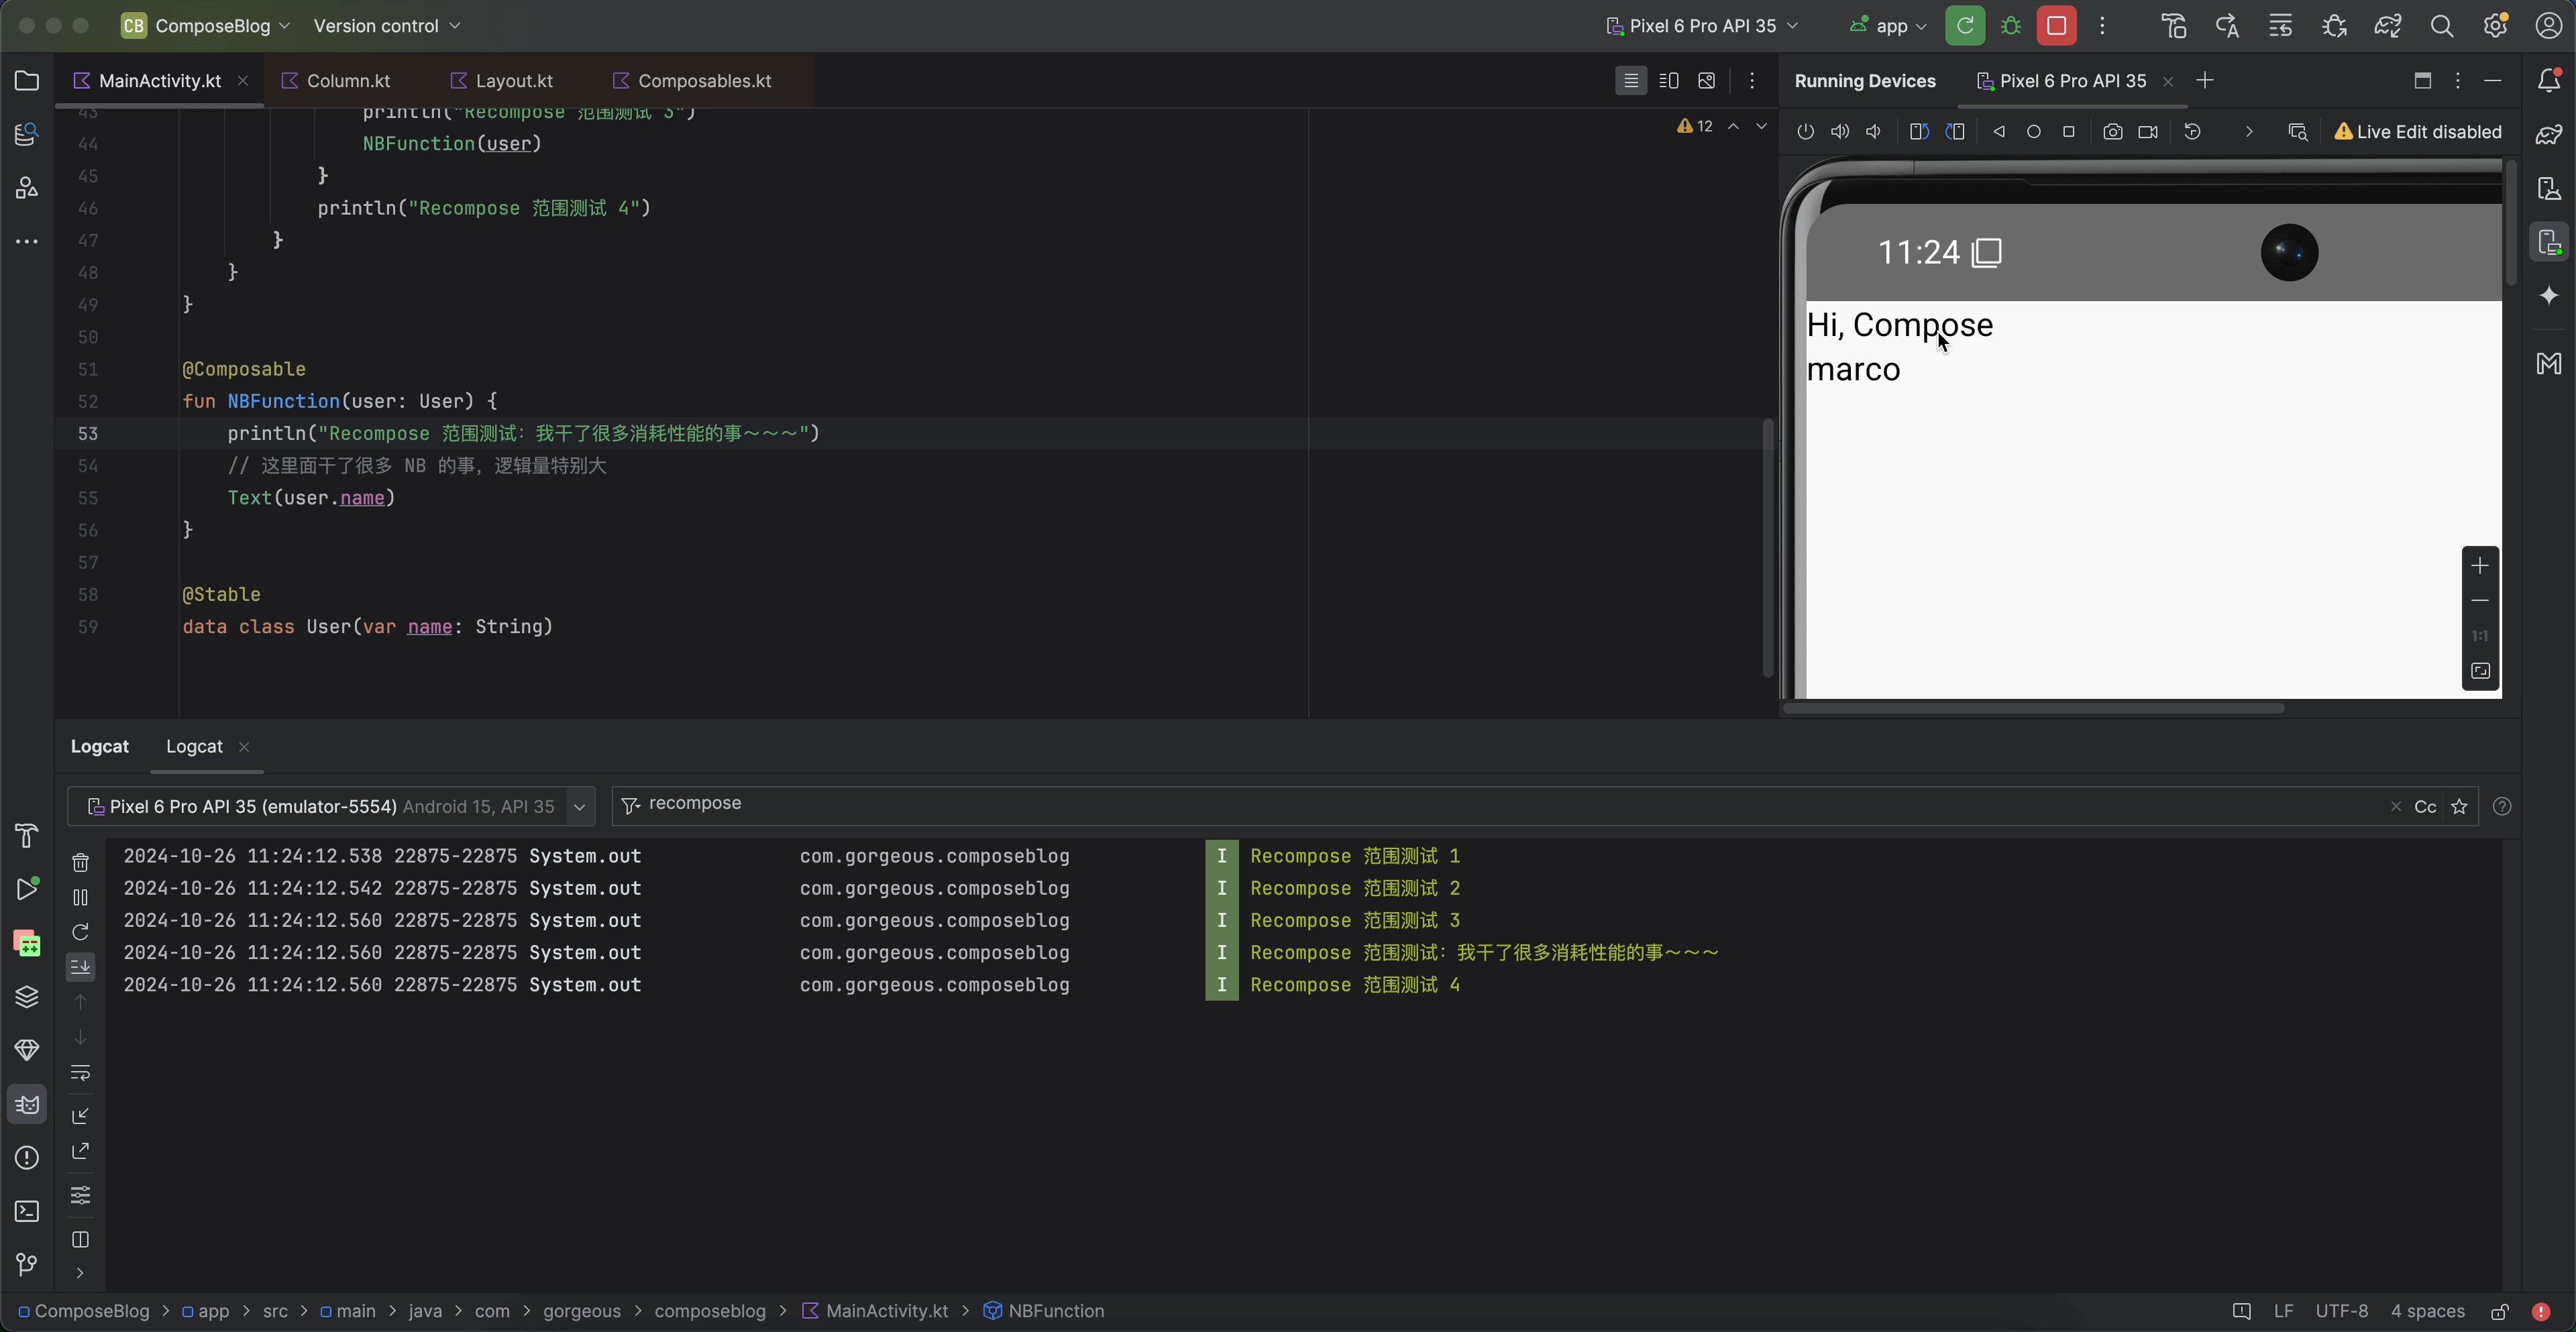 CB ComposeBlog Version control Pixel 6 Pro API 35 app
MainActivity.kt Column.kt Layout.kt Composables.kt
Running Devices Pixel 6 Pro API 35
43 println("Recompose 范围测试 3")
12
Live Edit disabled
44 NBFunction(user)
45 }
46 println("Recompose 范围测试 4")
47 }
48 }
49 }
50
51 @Composable
52 fun NBFunction(user: User) {
53 println("Recompose 范围测试：我干了很多消耗性能的事～～～")
54 // 这里面干了很多 NB 的事，逻辑量特别大
55 Text(user.name)
56 }
57
58 @Stable
59 data class User(var name: String)
11:24
Hi, Compose
marco
1:1
Logcat Logcat
Pixel 6 Pro API 35 (emulator-5554) Android 15, API 35 recompose Cc
2024-10-26 11:24:12.538 22875-22875 System.out com.gorgeous.composeblog I Recompose 范围测试 1
2024-10-26 11:24:12.542 22875-22875 System.out com.gorgeous.composeblog I Recompose 范围测试 2
2024-10-26 11:24:12.560 22875-22875 System.out com.gorgeous.composeblog I Recompose 范围测试 3
2024-10-26 11:24:12.560 22875-22875 System.out com.gorgeous.composeblog I Recompose 范围测试：我干了很多消耗性能的事～～～
2024-10-26 11:24:12.560 22875-22875 System.out com.gorgeous.composeblog I Recompose 范围测试 4
ComposeBlog > app > src > main > java > com > gorgeous > composeblog > MainActivity.kt > NBFunction LF UTF-8 4 spaces